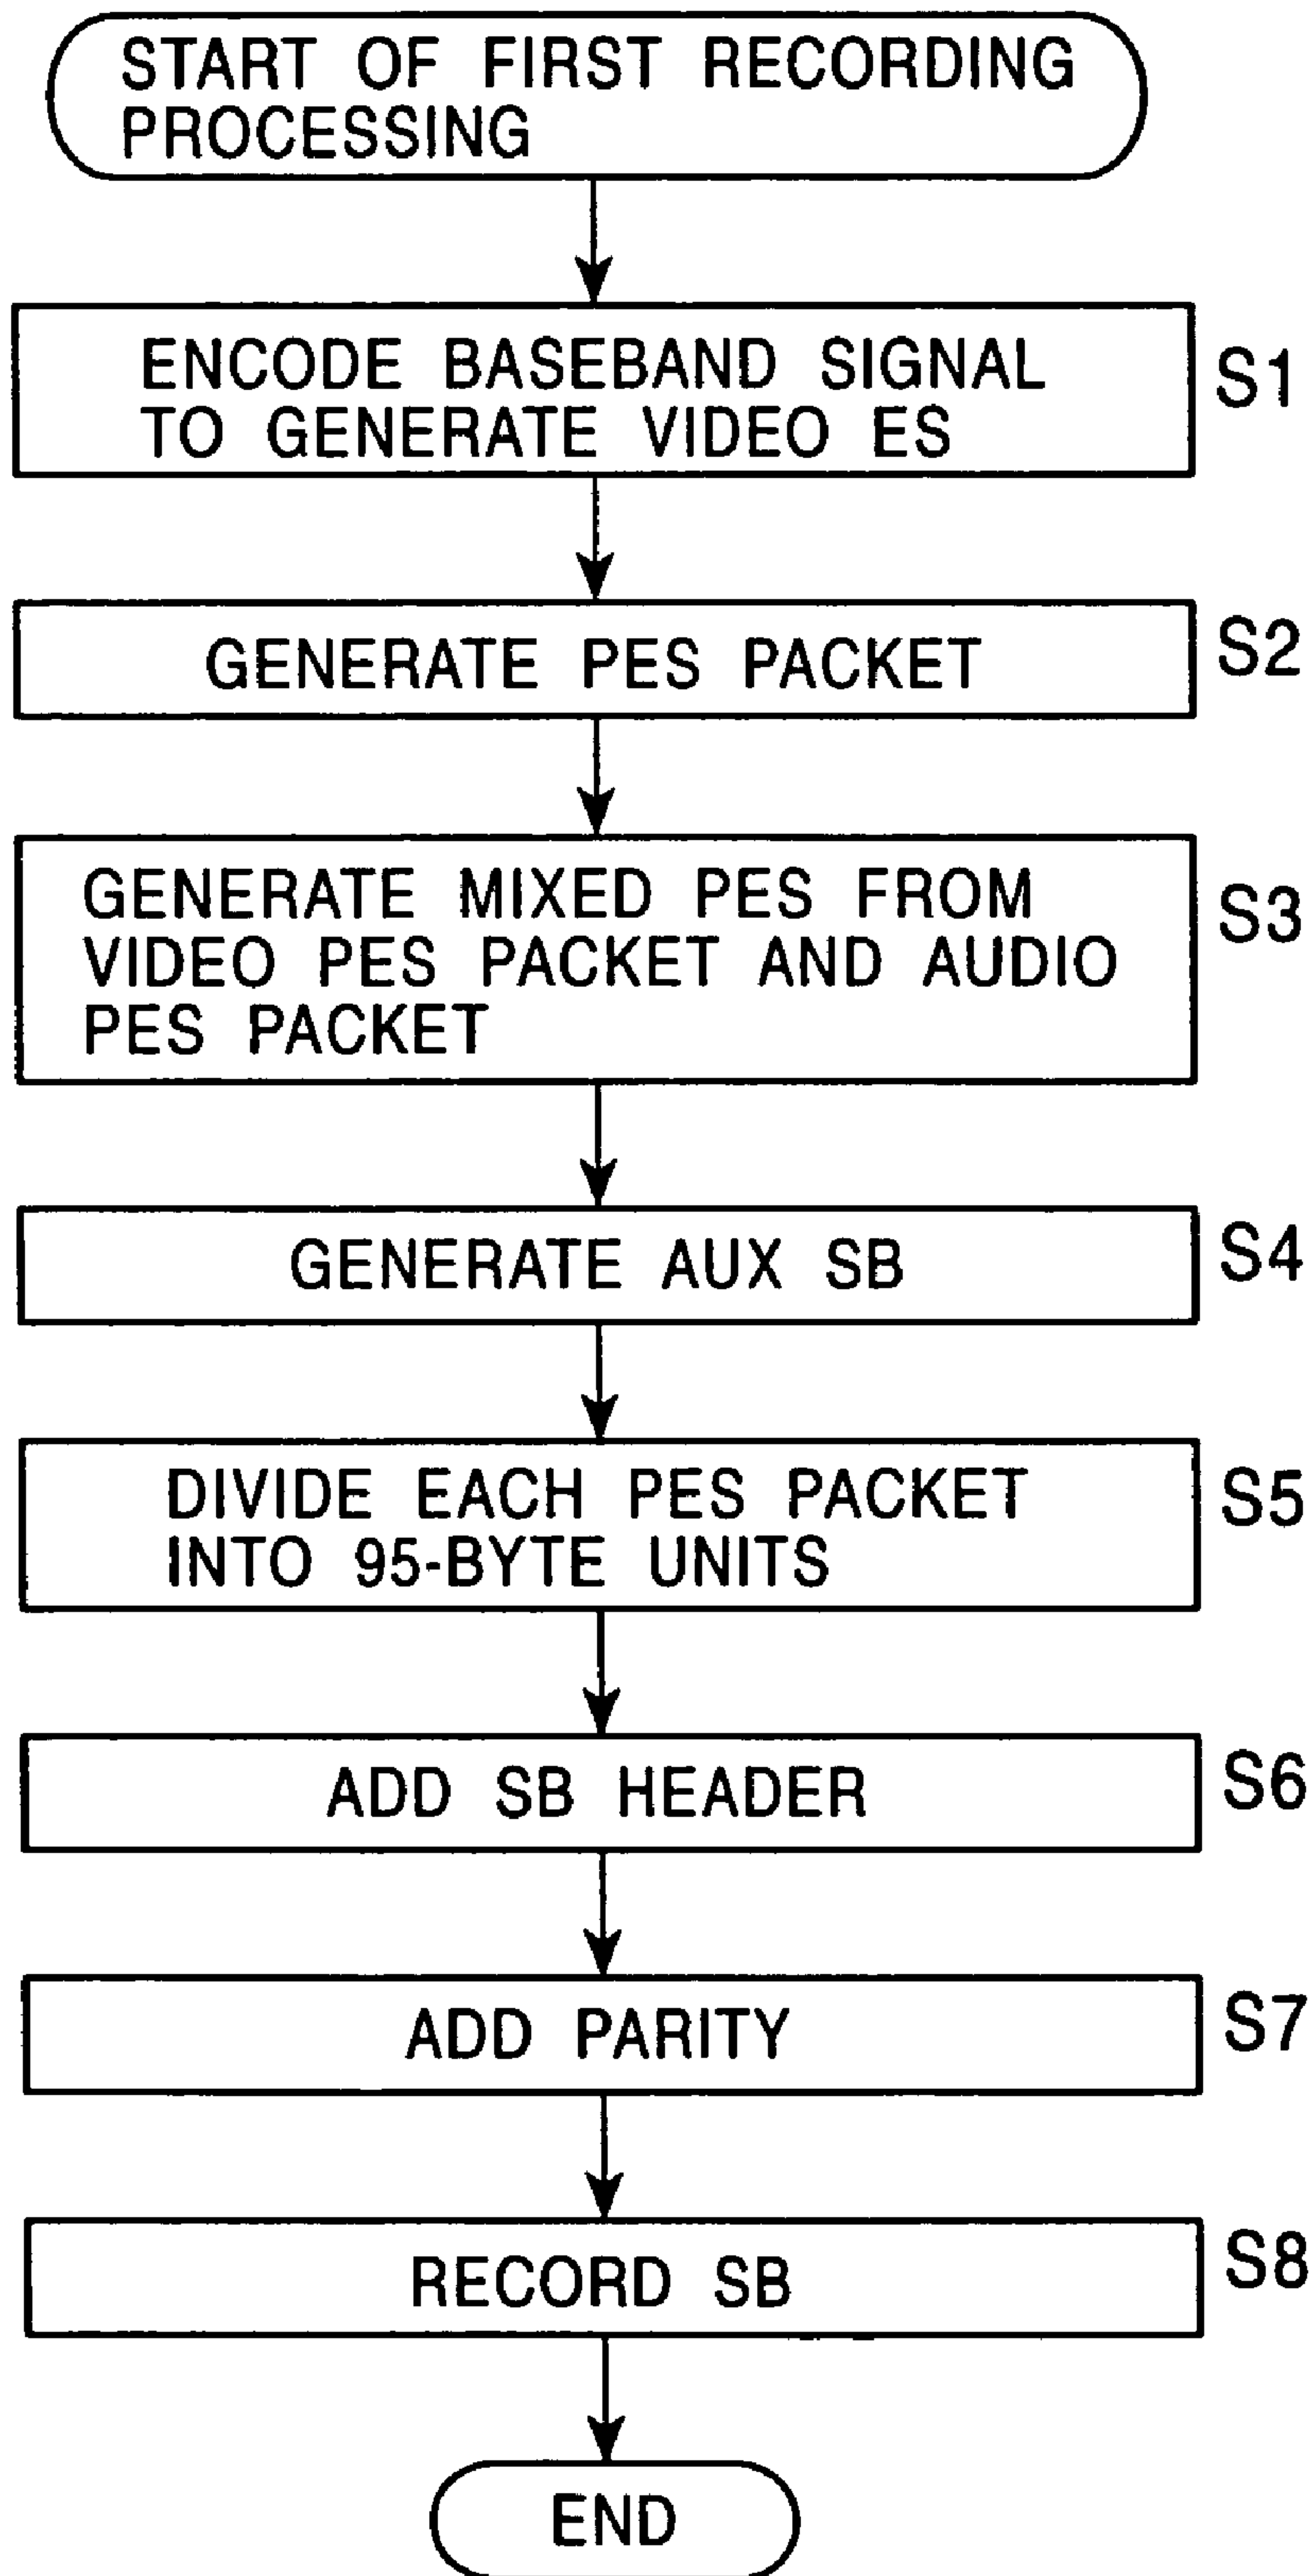 START OF FIRST RECORDING
PROCESSING
ENCODE BASEBAND SIGNAL
TO GENERATE VIDEO ES
S1
GENERATE PES PACKET
S2
GENERATE MIXED PES FROM
VIDEO PES PACKET AND AUDIO
PES PACKET
S3
GENERATE AUX SB
S4
DIVIDE EACH PES PACKET
INTO 95-BYTE UNITS
S5
ADD SB HEADER
S6
ADD PARITY
S7
RECORD SB
S8
END